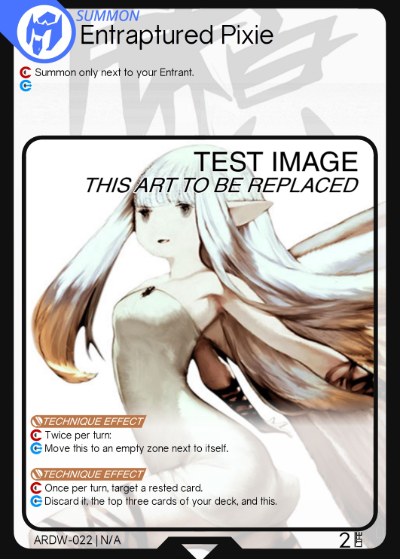 SUMMON
Entraptured Pixie
C Summon only next to your Entrant.
TEST IMAGE
THIS ART TO BE REPLACED
TECHNIQUE EFFECT
C Twice per turn:
Move this to an empty zone next to itself.
TECHNIQUE EFFECT
C Once per turn, target a rested card.
Discard it, the top three cards of your deck, and this.
ARDW-022 | N/A
2 LIFE